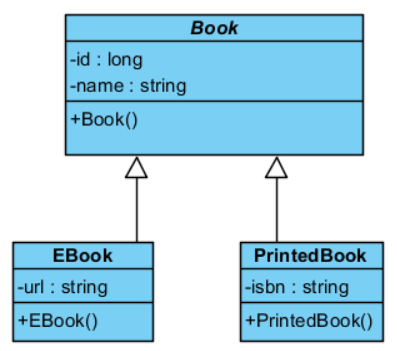 Book
-id : long
-name : string
+Book()
EBook
-url : string
+EBook()
PrintedBook
-isbn : string
+PrintedBook()